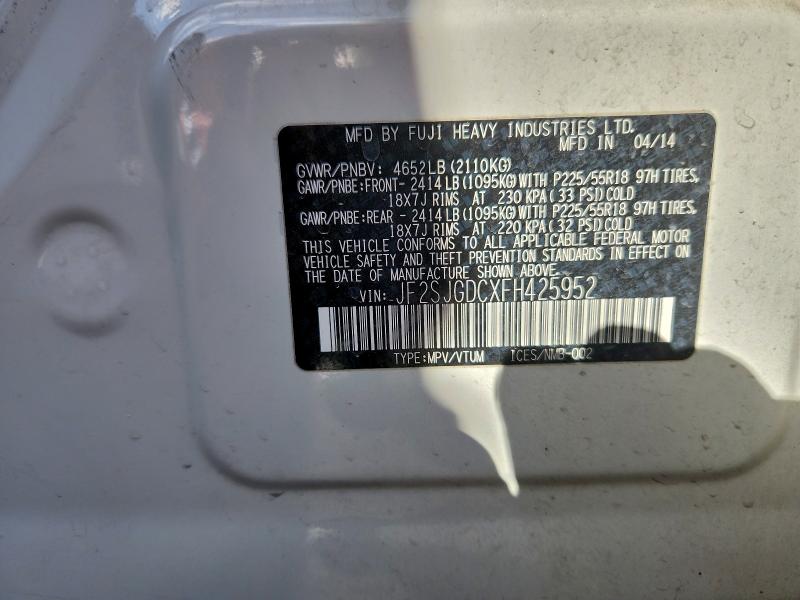 MFD BY FUJI HEAVY INDUSTRIES LTD.
MFD IN 04/14
GVWR/PNBV: 4652LB (2110KG)
GAWR/PNBE: FRONT- 2414 LB (1095KG) WITH P225/55R18 97H TIRES,
18X7J RIMS AT 230 KPA ( 33 PSI) COLD
GAWR/PNBE: REAR - 2414 LB (1095KG) WITH P225/55R18 97H TIRES,
18X7J RIMS AT 220 KPA ( 32 PSI) COLD
THIS VEHICLE CONFORMS TO ALL APPLICABLE FEDERAL MOTOR
VEHICLE SAFETY AND THEFT PREVENTION STANDARDS IN EFFECT ON
THE DATE OF MANUFACTURE SHOWN ABOVE.
VIN: JF2SJGDCXFH425952
TYPE: MPV/VTUM ICES/NMB-002